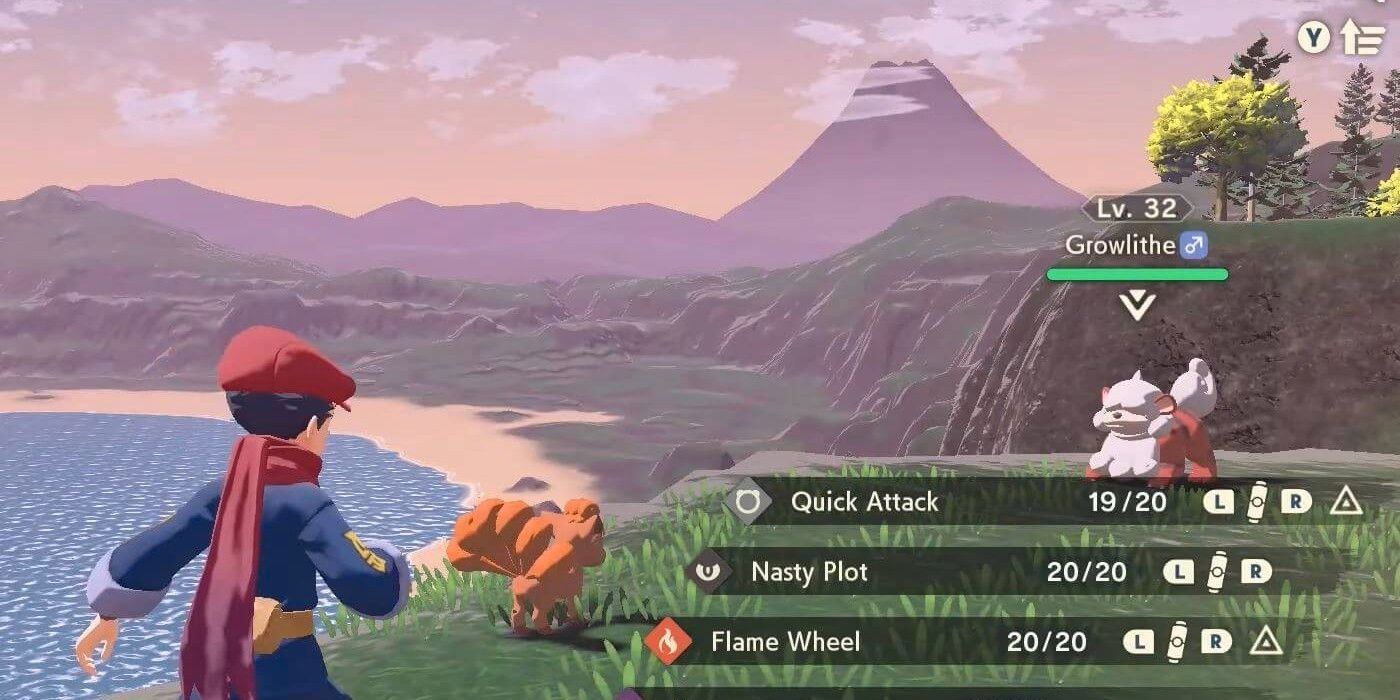 Y
Lv. 32
Growlithe ♂
Quick Attack 19/20 L R
Nasty Plot 20/20 L R
Flame Wheel 20/20 L R